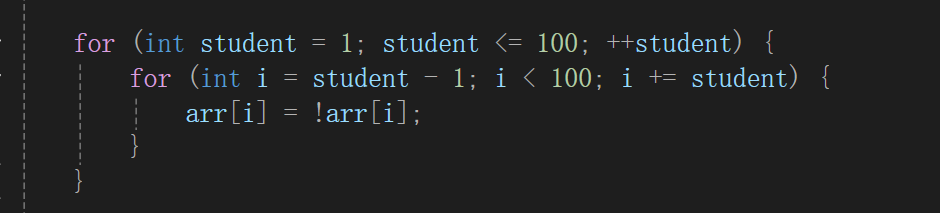 for (int student = 1; student <= 100; ++student) {
for (int i = student - 1; i < 100; i += student) {
arr[i] = !arr[i];
}
}